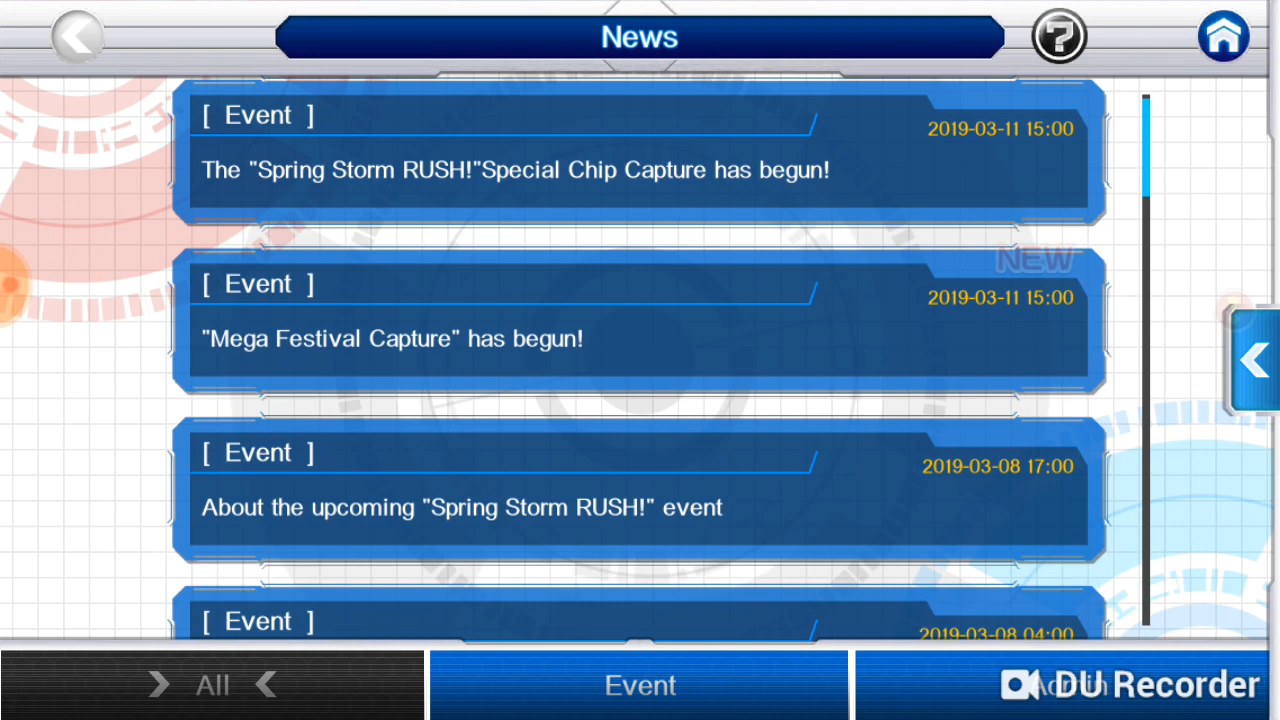 News
[ Event ]
2019-03-11 15:00
The "Spring Storm RUSH!"Special Chip Capture has begun!
NEW
[ Event ]
2019-03-11 15:00
"Mega Festival Capture" has begun!
[ Event ]
2019-03-08 17:00
About the upcoming "Spring Storm RUSH!" event
[ Event ]
2019-03-08 04:00
All
Event
DU Recorder